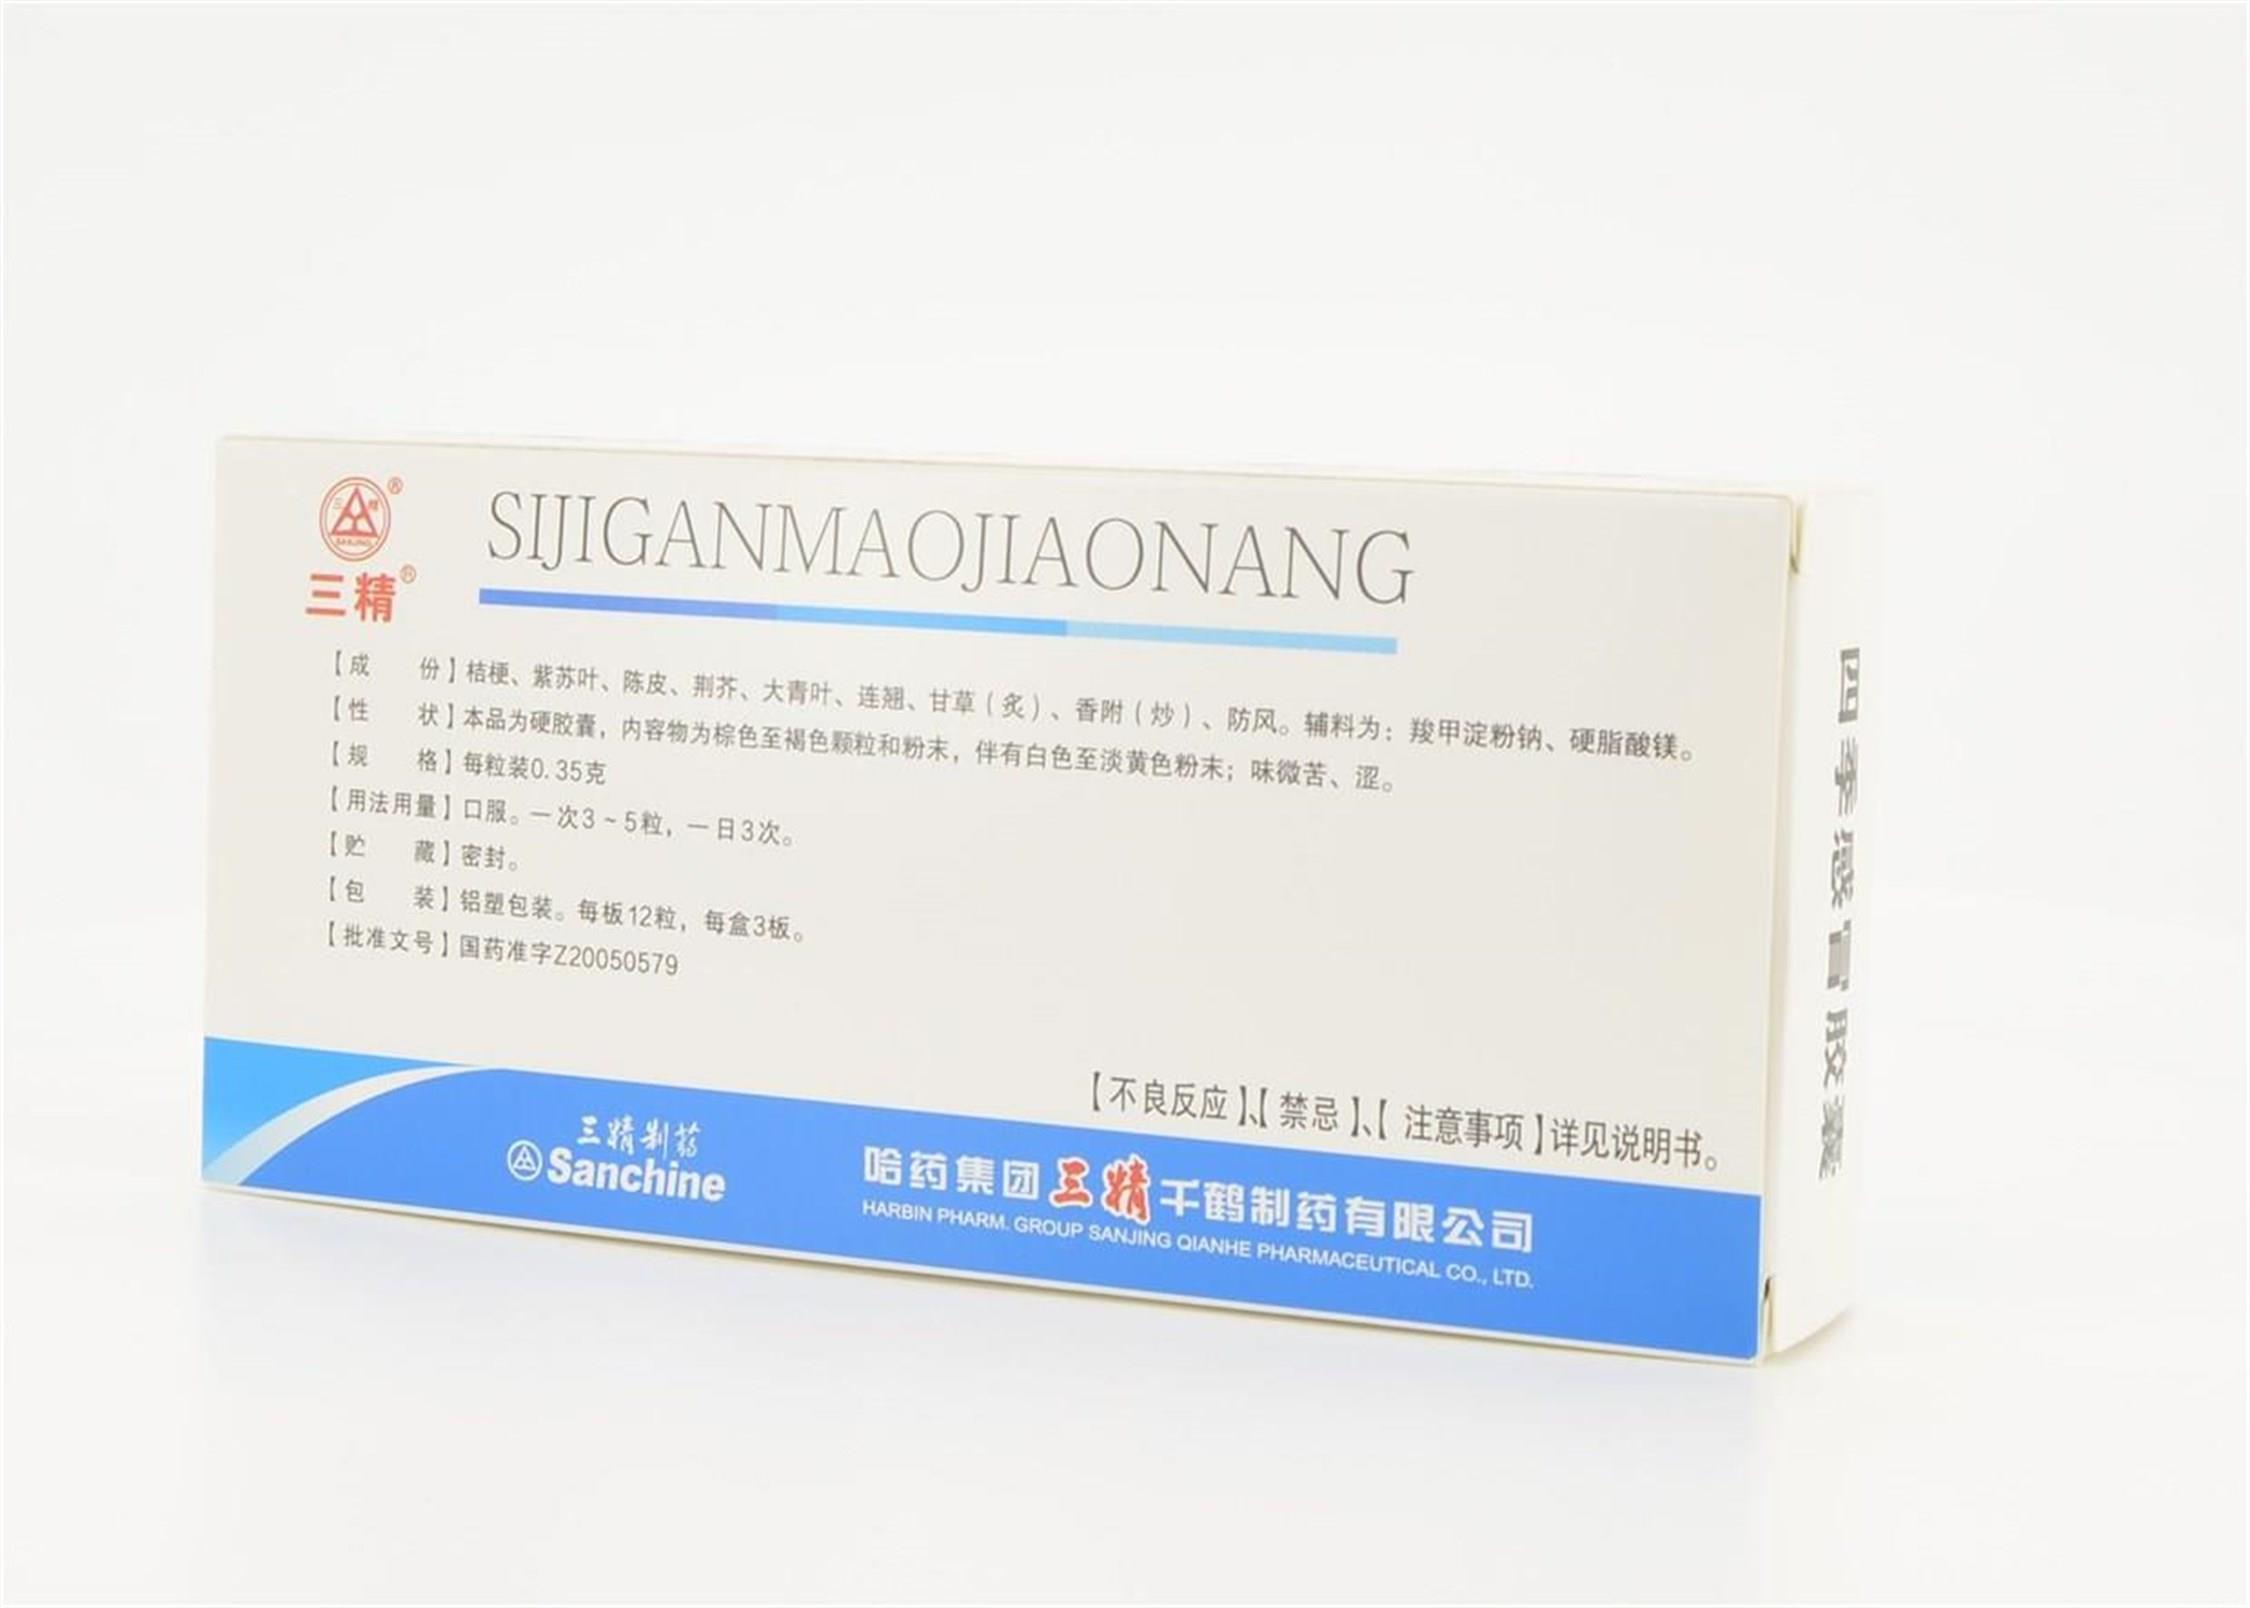 三精
SANJING
三精
SIJIGANMAOJIAONANG
【成 份】桔梗、紫苏叶、陈皮、荆芥、大青叶、连翘、甘草(炙)、香附(炒)、防风。辅料为:羧甲淀粉钠、硬脂酸镁。
【性 状】本品为硬胶囊,内容物为棕色至褐色颗粒和粉末,伴有白色至淡黄色粉末;味微苦、涩。
【规 格】每粒装0.35克
【用法用量】口服。一次3~5粒,一日3次。
【贮 藏】密封。
【包 装】铝塑包装。每板12粒,每盒3板。
【批准文号】国药准字Z20050579
【不良反应】、【禁忌】、【注意事项】详见说明书。
三精制药
Sanchine
哈药集团三精千鹤制药有限公司
HARBIN PHARM. GROUP SANJING QIANHE PHARMACEUTICAL CO., LTD.
四季感冒胶囊